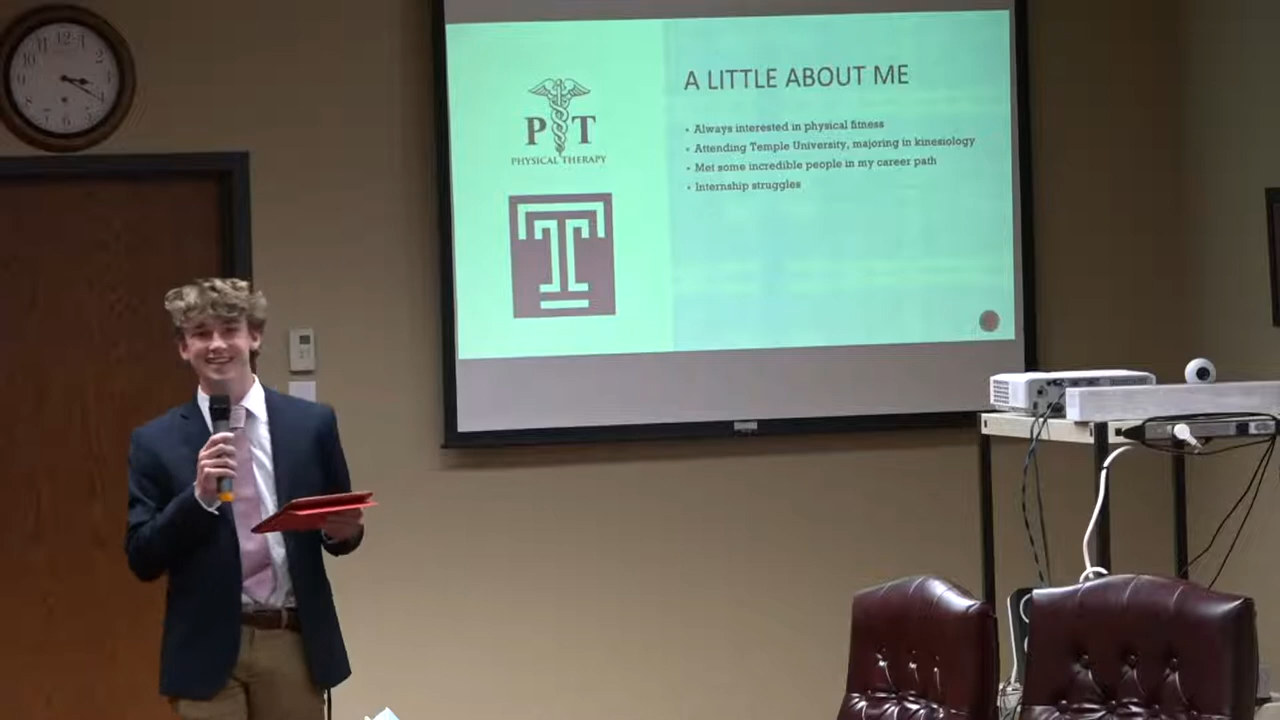 12
A LITTLE ABOUT ME
P T
PHYSICAL THERAPY
• Always interested in physical fitness
• Attending Temple University, majoring in kinesiology
• Met some incredible people in my career path
• Internship struggles
T